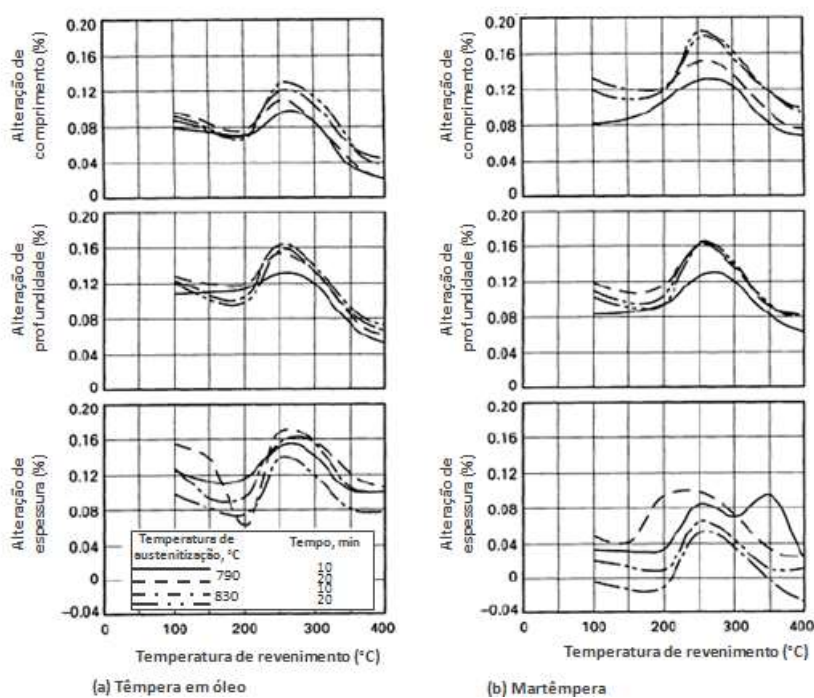 Alteração de
comprimento (%)
0.20
0.16
0.12
0.08
0.04
0
Alteração de
profundidade (%)
0.20
0.16
0.12
0.08
0.04
0
Alteração de
espessura (%)
0.20
0.16
0.12
0.08
0.04
0
–0.04
Temperatura de
austenitização, °C
Tempo, min
790
830
10
20
10
20
0 100 200 300 400
Temperatura de revenimento (°C)
(a) Têmpera em óleo
Alteração de
comprimento (%)
0.20
0.16
0.12
0.08
0.04
0
Alteração de
profundidade (%)
0.20
0.16
0.12
0.08
0.04
0
Alteração de
espessura (%)
0.20
0.16
0.12
0.08
0.04
0
–0.04
0 100 200 300 400
Temperatura de revenimento (°C)
(b) Martêmpera